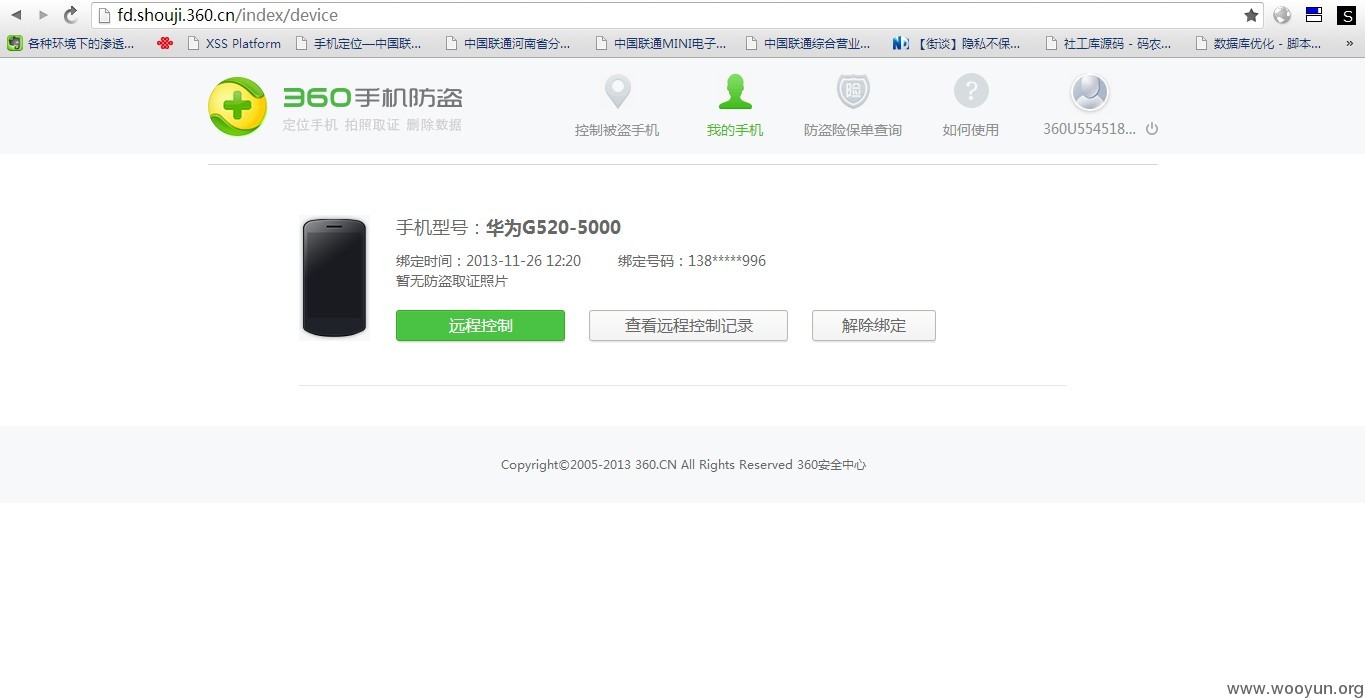 fd.shouji.360.cn/index/device
各种环境下的渗透... XSS Platform 手机定位—中国联... 中国联通河南省分... 中国联通MINI电子... 中国联通综合营业... 【街谈】隐私不保... 社工库源码 - 码农... 数据库优化 - 脚本... »
360手机防盗
定位手机 拍照取证 删除数据
控制被盗手机 我的手机 防盗险保单查询 如何使用 360U554518...
手机型号：华为G520-5000
绑定时间：2013-11-26 12:20 绑定号码：138*****996
暂无防盗取证照片
远程控制 查看远程控制记录 解除绑定
Copyright©2005-2013 360.CN All Rights Reserved 360安全中心
www.wooyun.org